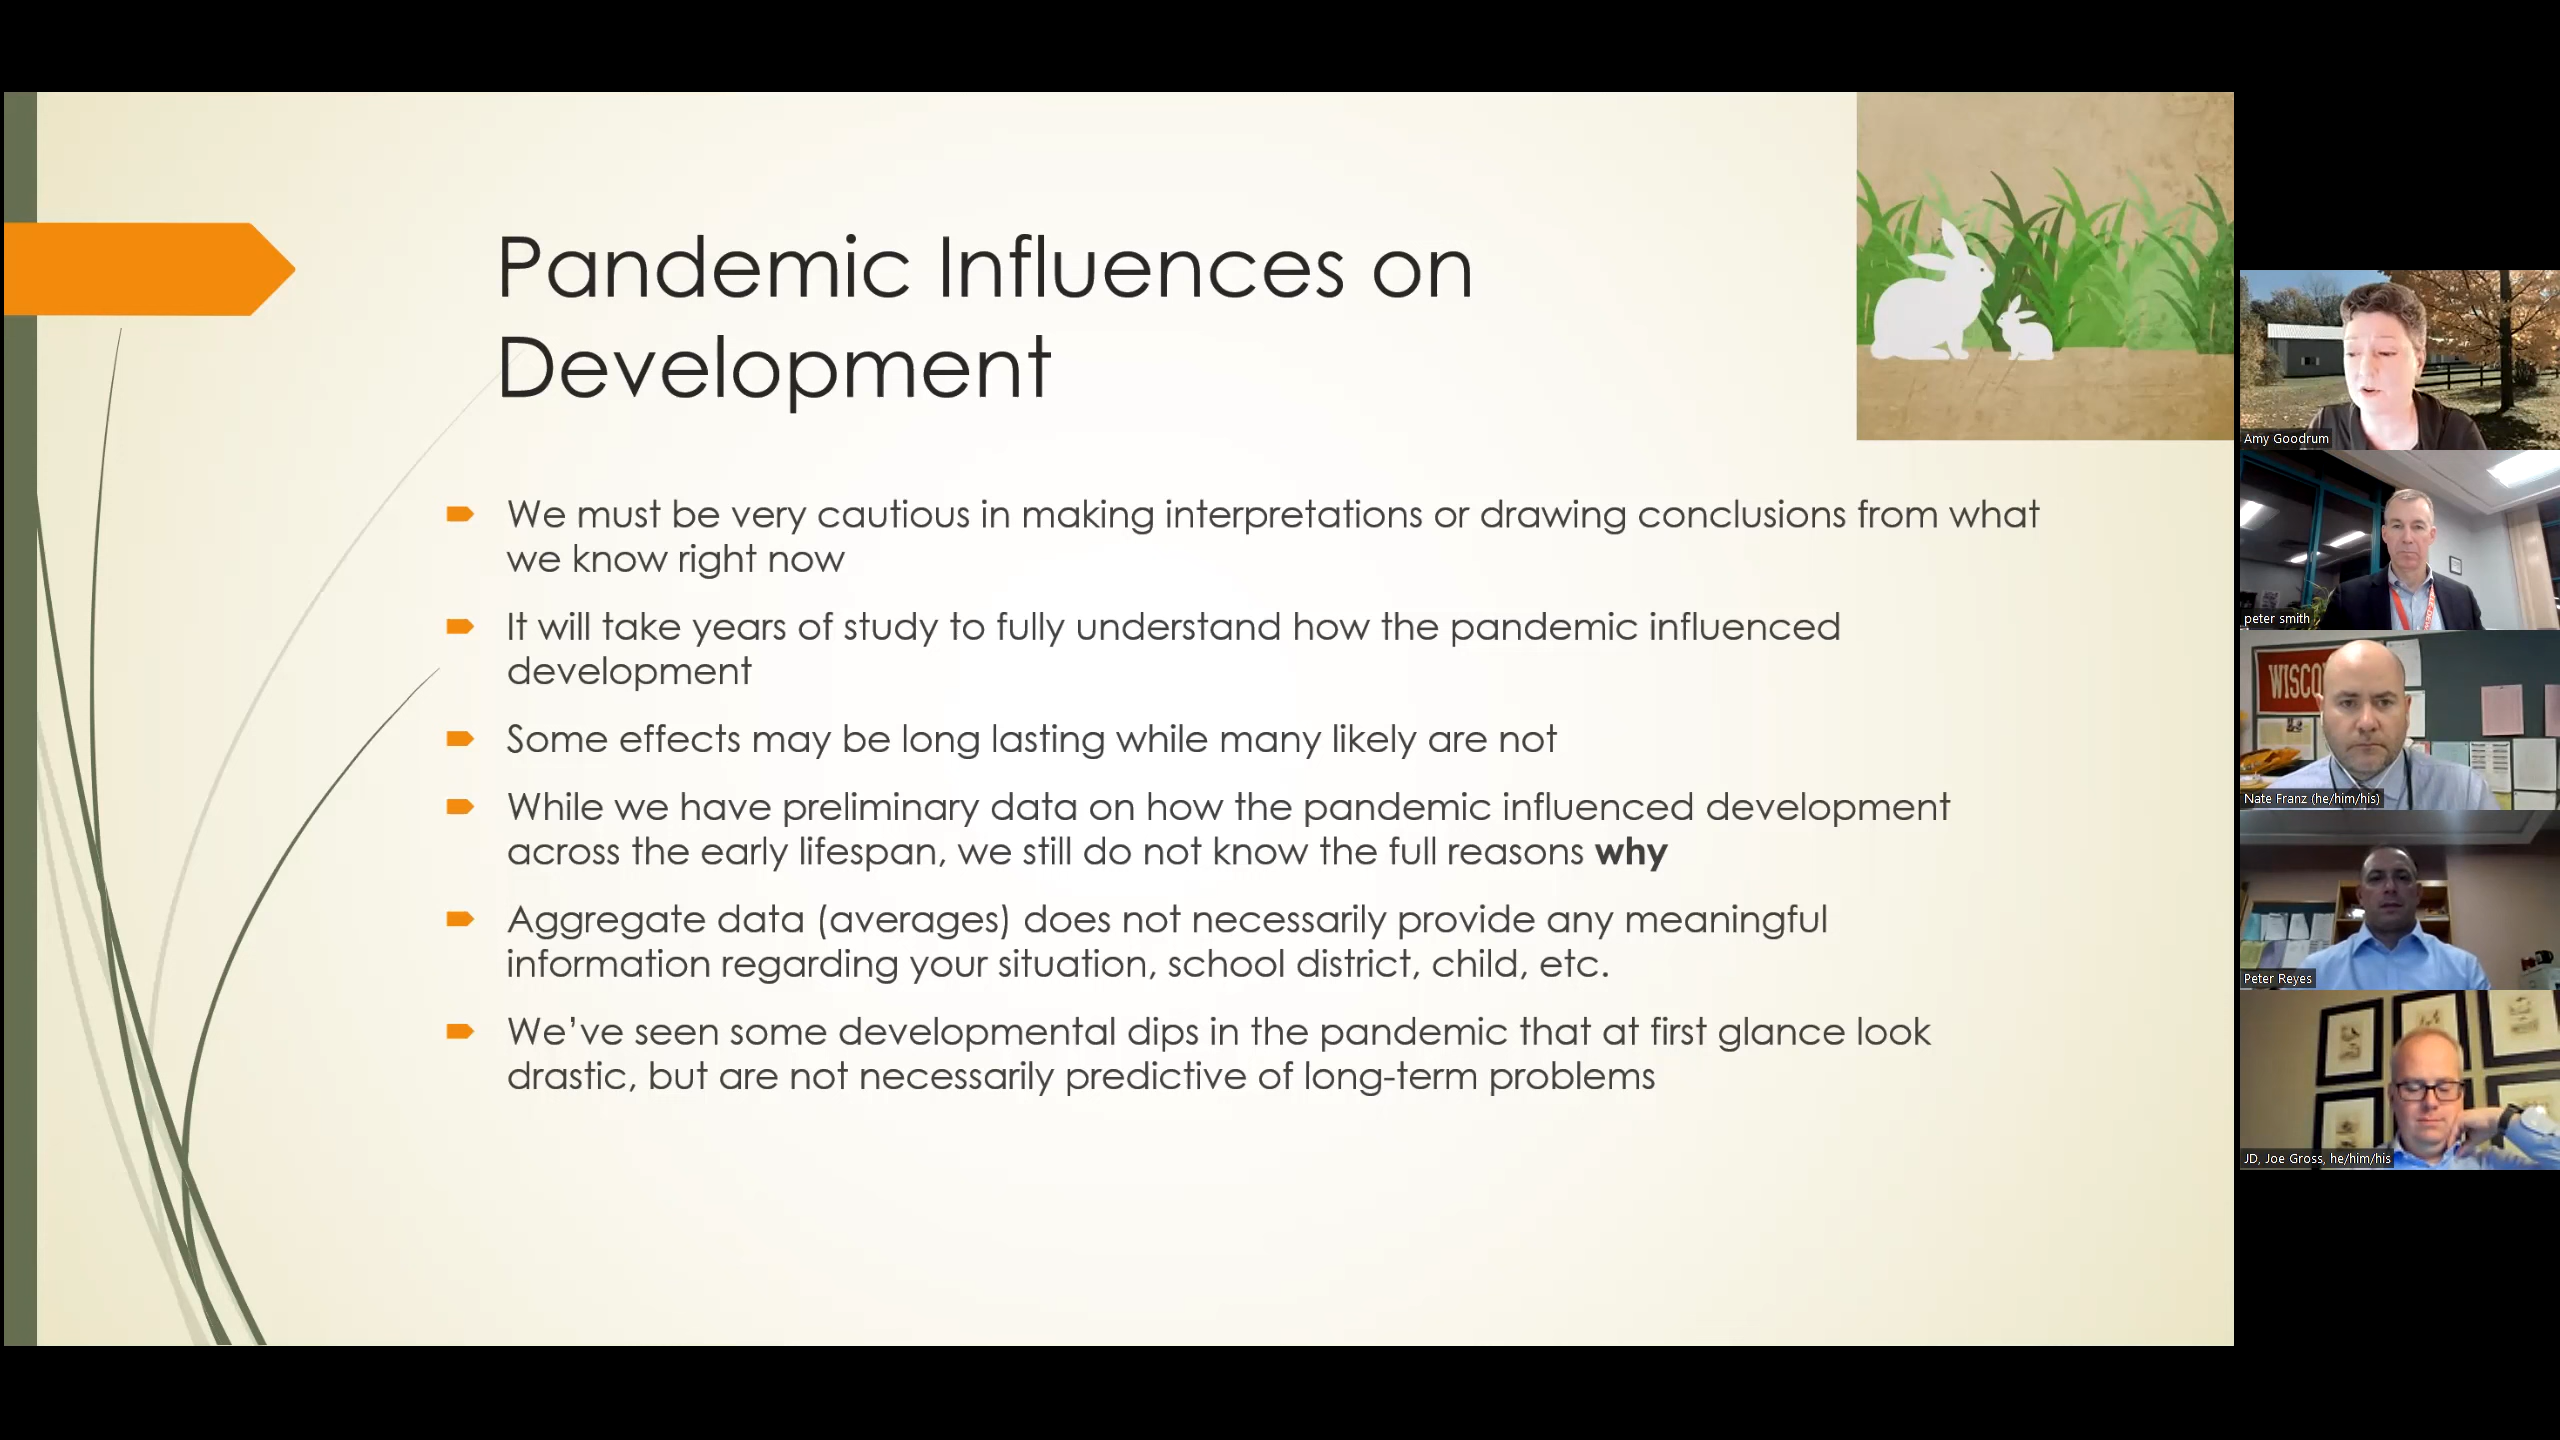 Pandemic Influences on
Development
We must be very cautious in making interpretations or drawing conclusions from what
we know right now
It will take years of study to fully understand how the pandemic influenced
development
Some effects may be long lasting while many likely are not
While we have preliminary data on how the pandemic influenced development
across the early lifespan, we still do not know the full reasons why
Aggregate data (averages) does not necessarily provide any meaningful
information regarding your situation, school district, child, etc.
We’ve seen some developmental dips in the pandemic that at first glance look
drastic, but are not necessarily predictive of long-term problems
Amy Goodrum
peter smith
WISCO
Nate Franz (he/him/his)
Peter Reyes
JD, Joe Gross, he/him/his